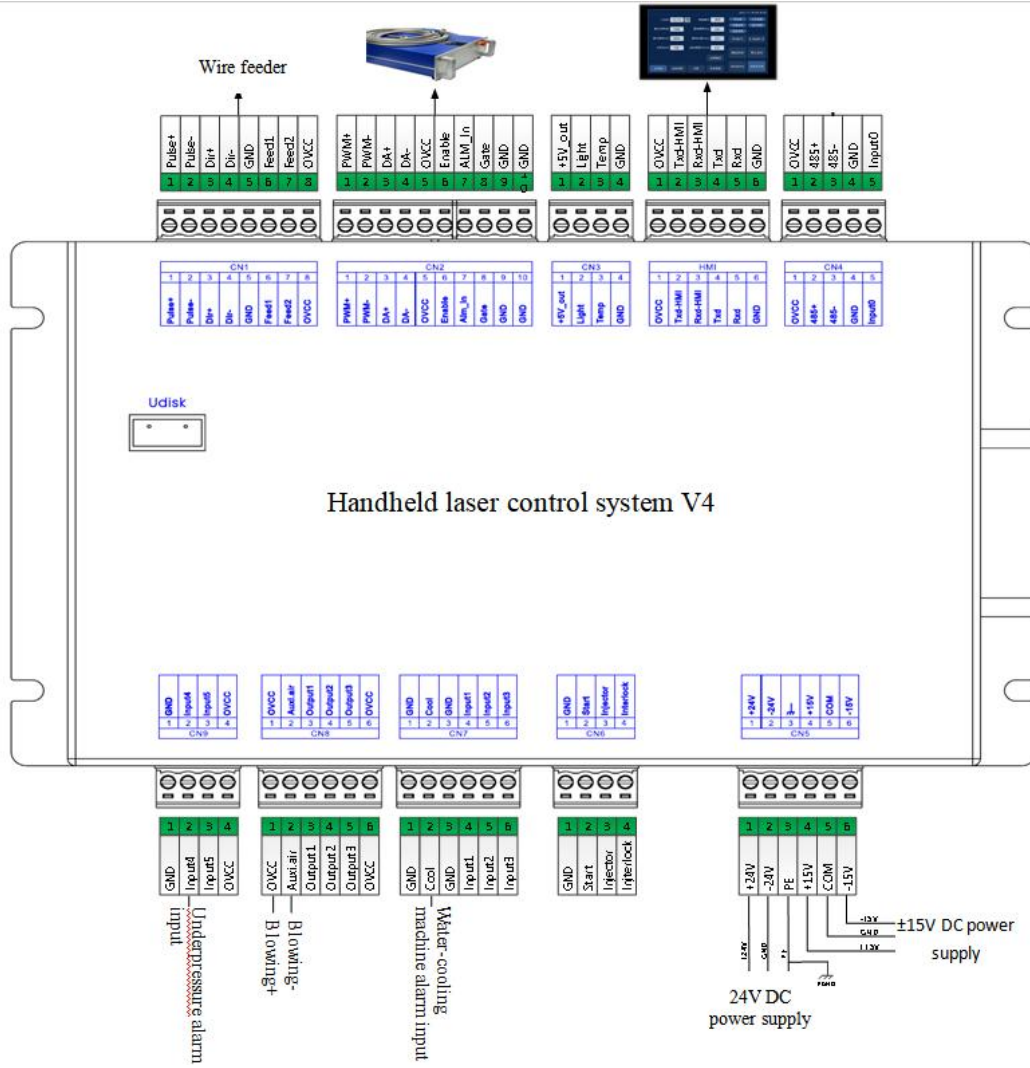 Wire feeder
Pulse+
Pulse-
Dir+
Dir-
GND
Feed1
Feed2
OVCC
1 2 3 4 5 6 7 8
PWM+
PWM-
DA+
DA-
OVCC
Enable
ALM_In
Gate
GND
GND
1 2 3 4 5 6 7 8 9 10
+5V_out
Light
Temp
GND
1 2 3 4
OVCC
Txd-HMI
Rxd-HMI
Txd
Rxd
GND
1 2 3 4 5 6
OVCC
485+
485-
GND
Input0
1 2 3 4 5
CN1
1 2 3 4 5 6 7 8
Pulse+
Pulse-
Dir+
Dir-
GND
Feed1
Feed2
OVCC
CN2
1 2 3 4 5 6 7 8 9 10
PWM+
PWM-
DA+
DA-
OVCC
Enable
Alm_in
Gate
GND
GND
CN3
1 2 3 4
+5V_out
Light
Temp
GND
HMI
1 2 3 4 5 6
OVCC
Txd-HMI
Rxd-HMI
Txd
Rxd
GND
CN4
1 2 3 4 5
OVCC
485+
485-
GND
Input0
Udisk
Handheld laser control system V4
GND
Input4
Input5
OVCC
1 2 3 4
CN9
OVCC
Auxi.air
Output1
Output2
Output3
OVCC
1 2 3 4 5 6
CN8
GND
Cool
GND
Input1
Input2
Input3
1 2 3 4 5 6
CN7
GND
Start
Injector
Interlock
1 2 3 4
CN6
+24V
-24V
+15V
COM
-15V
1 2 3 4 5 6
CN5
1 2 3 4
GND
Input4
Input5
OVCC
1 2 3 4 5 6
OVCC
Auxi.air
Output1
Output2
Output3
OVCC
1 2 3 4 5 6
GND
Cool
GND
Input1
Input2
Input3
1 2 3 4
GND
Start
Injector
Injterlock
1 2 3 4 5 6
+24V
-24V
PE
+15V
COM
-15V
Underpressure alarm
input
Blowing+
Blowing-
Water-cooling
machine alarm input
GND
PE
-15V
GND
±15V DC power
supply
24V DC
power supply